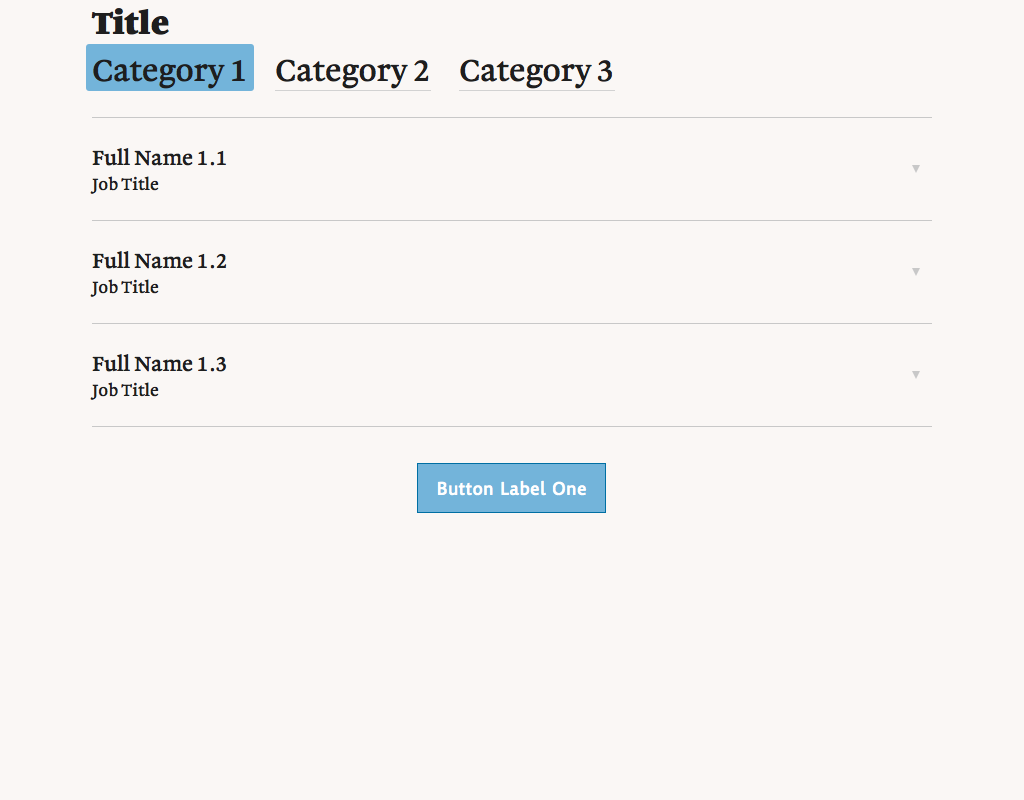 Title
Category 1 Category 2 Category 3
Full Name 1.1
Job Title
Full Name 1.2
Job Title
Full Name 1.3
Job Title
Button Label One